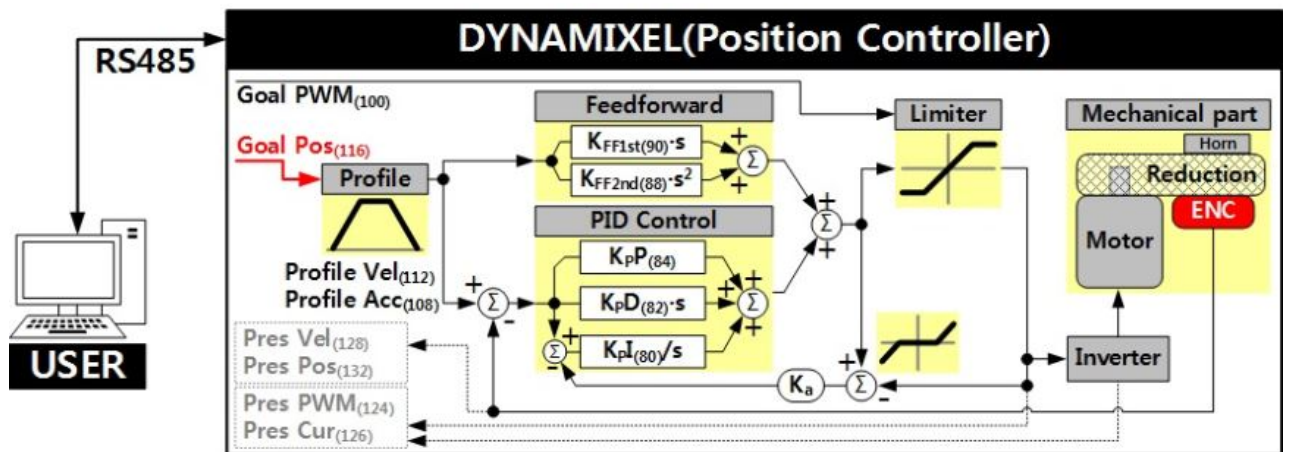 DYNAMIXEL(Position Controller)
RS485
Goal PWM(100)
Feedforward
Limiter
Mechanical part
Horn
KFF1st(90)·s
+
Goal Pos(116)
Σ
Reduction
Profile
KFF2nd(88)·s²
+
ENC
PID Control
+
Σ
+
Motor
KPP(84)
+
Profile Vel(112)
Profile Acc(108)
+
Σ
-
KPD(82)·s
+
Σ
+
Pres Vel(128)
Pres Pos(132)
+
Σ
-
KPI(80)/s
Inverter
USER
Ka
+
Σ
-
Pres PWM(124)
Pres Cur(126)